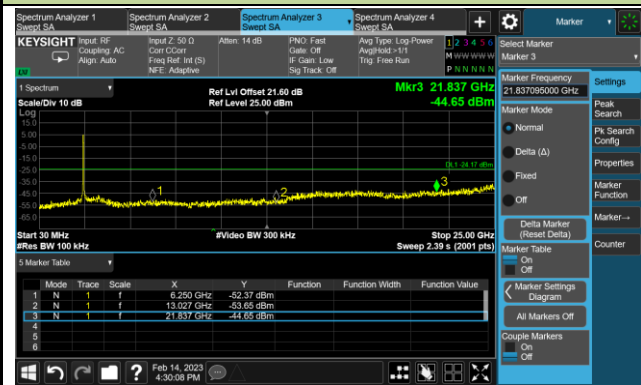 Spectrum Analyzer 1
Swept SA
Spectrum Analyzer 2
Swept SA
Spectrum Analyzer 3
Swept SA
Spectrum Analyzer 4
Swept SA
Marker
KEYSIGHT
Input: RF
Coupling: AC
Align: Auto
Input Z: 50 Ω
Corr CCorr
Freq Ref: Int (S)
NFE: Adaptive
Atten: 14 dB
PNO: Fast
Gate: Off
IF Gain: Low
Sig Track: Off
Avg Type: Log-Power
Avg|Hold:>1/1
Trig: Free Run
1 2 3 4 5 6
M W W W W W
P N N N N N
Select Marker
Marker 3
1 Spectrum
Scale/Div 10 dB
Log
Ref Lvl Offset 21.60 dB
Ref Level 25.00 dBm
Mkr3 21.837 GHz
-44.65 dBm
15.0
5.00
-5.00
-15.0
-25.0
-35.0
-45.0
-55.0
-65.0
DL1 -24.17 dBm
1
2
3
Start 30 MHz
#Res BW 100 kHz
#Video BW 300 kHz
Stop 25.00 GHz
Sweep 2.39 s (2001 pts)
5 Marker Table
Mode Trace Scale X Y Function Function Width Function Value
1 N 1 f 6.250 GHz -52.37 dBm
2 N 1 f 13.027 GHz -53.65 dBm
3 N 1 f 21.837 GHz -44.65 dBm
4
5
6
Marker Frequency
21.837095000 GHz
Marker Mode
Normal
Delta (Δ)
Fixed
Off
Delta Marker
(Reset Delta)
Marker Table
On
Off
Marker Settings
Diagram
All Markers Off
Couple Markers
On
Off
Settings
Peak
Search
Pk Search
Config
Properties
Marker
Function
Marker→
Counter
Feb 14, 2023
4:30:08 PM